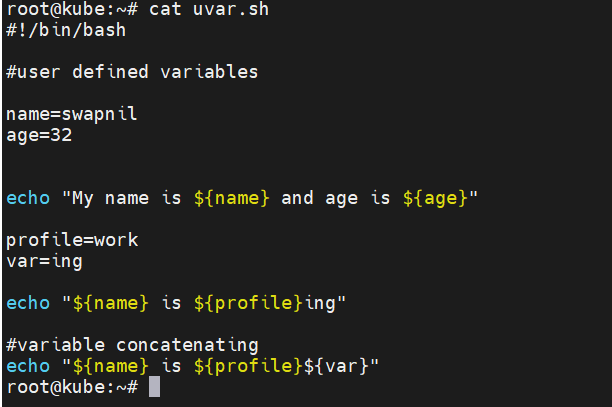 root@kube:~# cat uvar.sh
#!/bin/bash
#user defined variables
name=swapnil
age=32
echo "My name is ${name} and age is ${age}"
profile=work
var=ing
echo "${name} is ${profile}ing"
#variable concatenating
echo "${name} is ${profile}${var}"
root@kube:~#